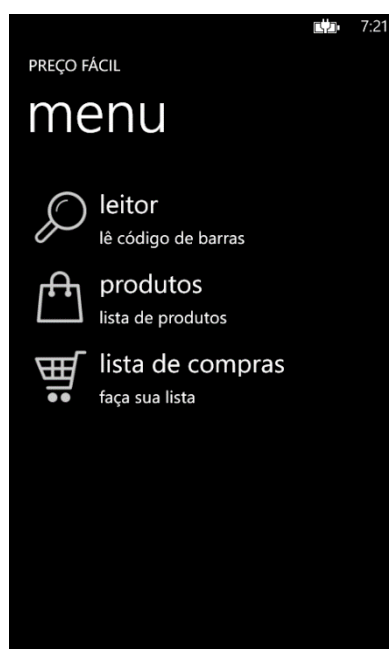 7:21
PREÇO FÁCIL
menu
leitor
lê código de barras
produtos
lista de produtos
lista de compras
faça sua lista